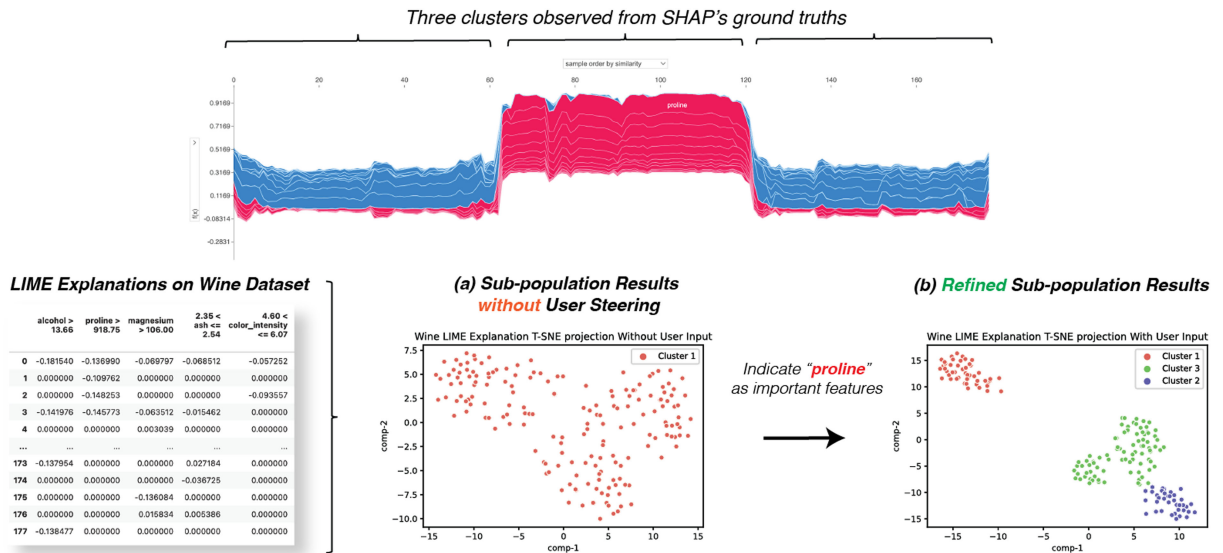 Three clusters observed from SHAP's ground truths
sample order by similarity
0 20 40 60 80 100 120 140 160
0.9169
0.7169
0.5169
0.3169
0.1169
-0.08314
-0.2831
f(x)
proline
LIME Explanations on Wine Dataset
alcohol > 13.66 proline > 918.75 magnesium > 106.00 2.35 < ash <= 2.54 4.60 < color_intensity <= 6.07
0 -0.181540 -0.136990 -0.069797 -0.068512 -0.057252
1 0.000000 -0.109762 0.000000 0.000000 0.000000
2 0.000000 -0.148253 0.000000 0.000000 -0.093557
3 -0.141976 -0.145773 -0.063512 -0.015462 0.000000
4 0.000000 0.000000 0.003039 0.000000 0.000000
... ... ... ... ... ...
173 -0.137954 0.000000 0.000000 0.027184 0.000000
174 0.000000 0.000000 0.000000 -0.036725 0.000000
175 0.000000 0.000000 -0.136084 0.000000 0.000000
176 0.000000 0.000000 0.015834 0.005386 0.000000
177 -0.138477 0.000000 0.000000 0.000000 0.000000
(a) Sub-population Results
without User Steering
Wine LIME Explanation T-SNE projection Without User Input
Cluster 1
7.5
5.0
2.5
0.0
-2.5
-5.0
-7.5
-10.0
comp-2
-15 -10 -5 0 5 10 15
comp-1
Indicate "proline"
as important features
(b) Refined Sub-population Results
Wine LIME Explanation T-SNE projection With User Input
Cluster 1
Cluster 3
Cluster 2
15
10
5
0
-5
-10
-15
comp-2
-15 -10 -5 0 5 10
comp-1